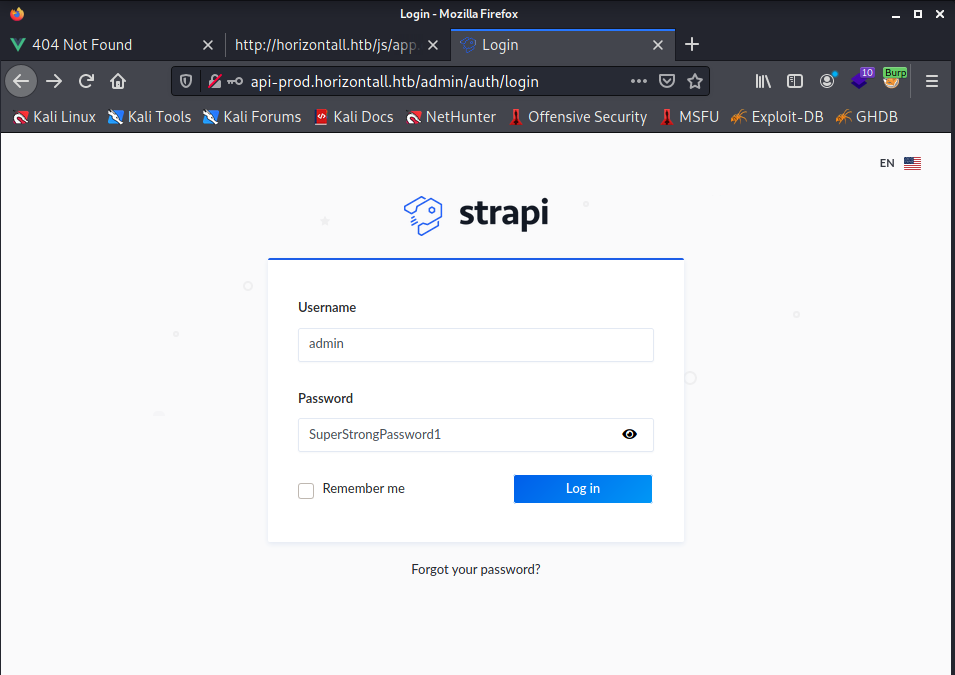 Login - Mozilla Firefox
404 Not Found
http://horizontall.htb/js/app.
Login
api-prod.horizontall.htb/admin/auth/login
10
Burp
Kali Linux
Kali Tools
Kali Forums
Kali Docs
NetHunter
Offensive Security
MSFU
Exploit-DB
GHDB
EN
strapi
Username
admin
Password
SuperStrongPassword1
Remember me
Log in
Forgot your password?